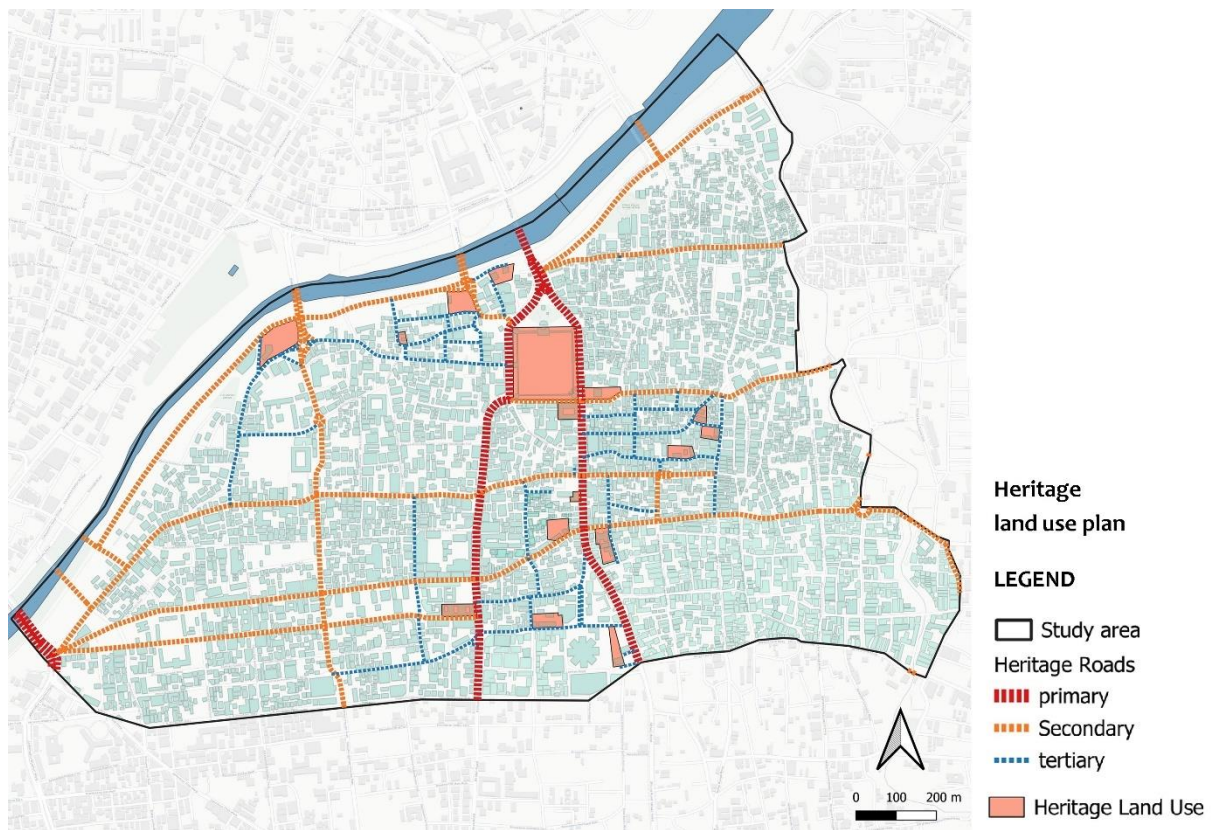 Heritage
land use plan
LEGEND
Study area
Heritage Roads
primary
Secondary
tertiary
0 100 200 m
Heritage Land Use